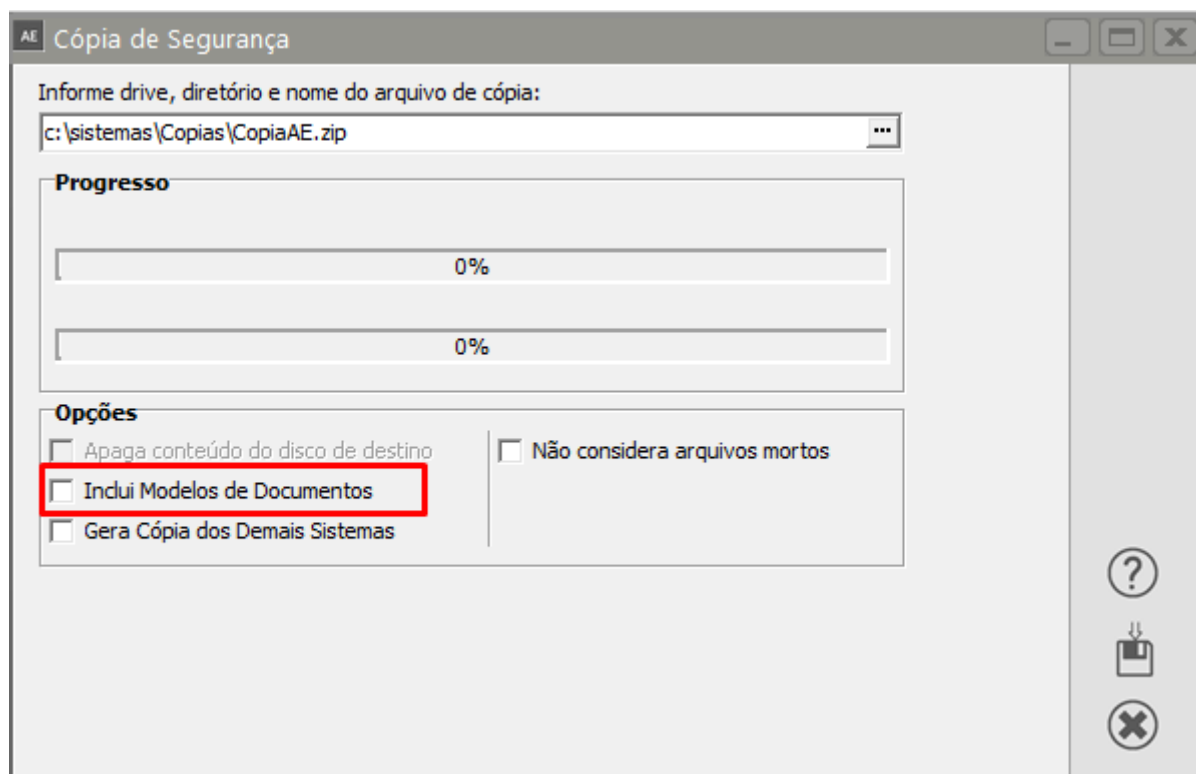 AE Cópia de Segurança
Informe drive, diretório e nome do arquivo de cópia:
c:\sistemas\Copias\CopiaAE.zip ...
Progresso
0%
0%
Opções
Apaga conteúdo do disco de destino
Não considera arquivos mortos
Inclui Modelos de Documentos
Gera Cópia dos Demais Sistemas
?